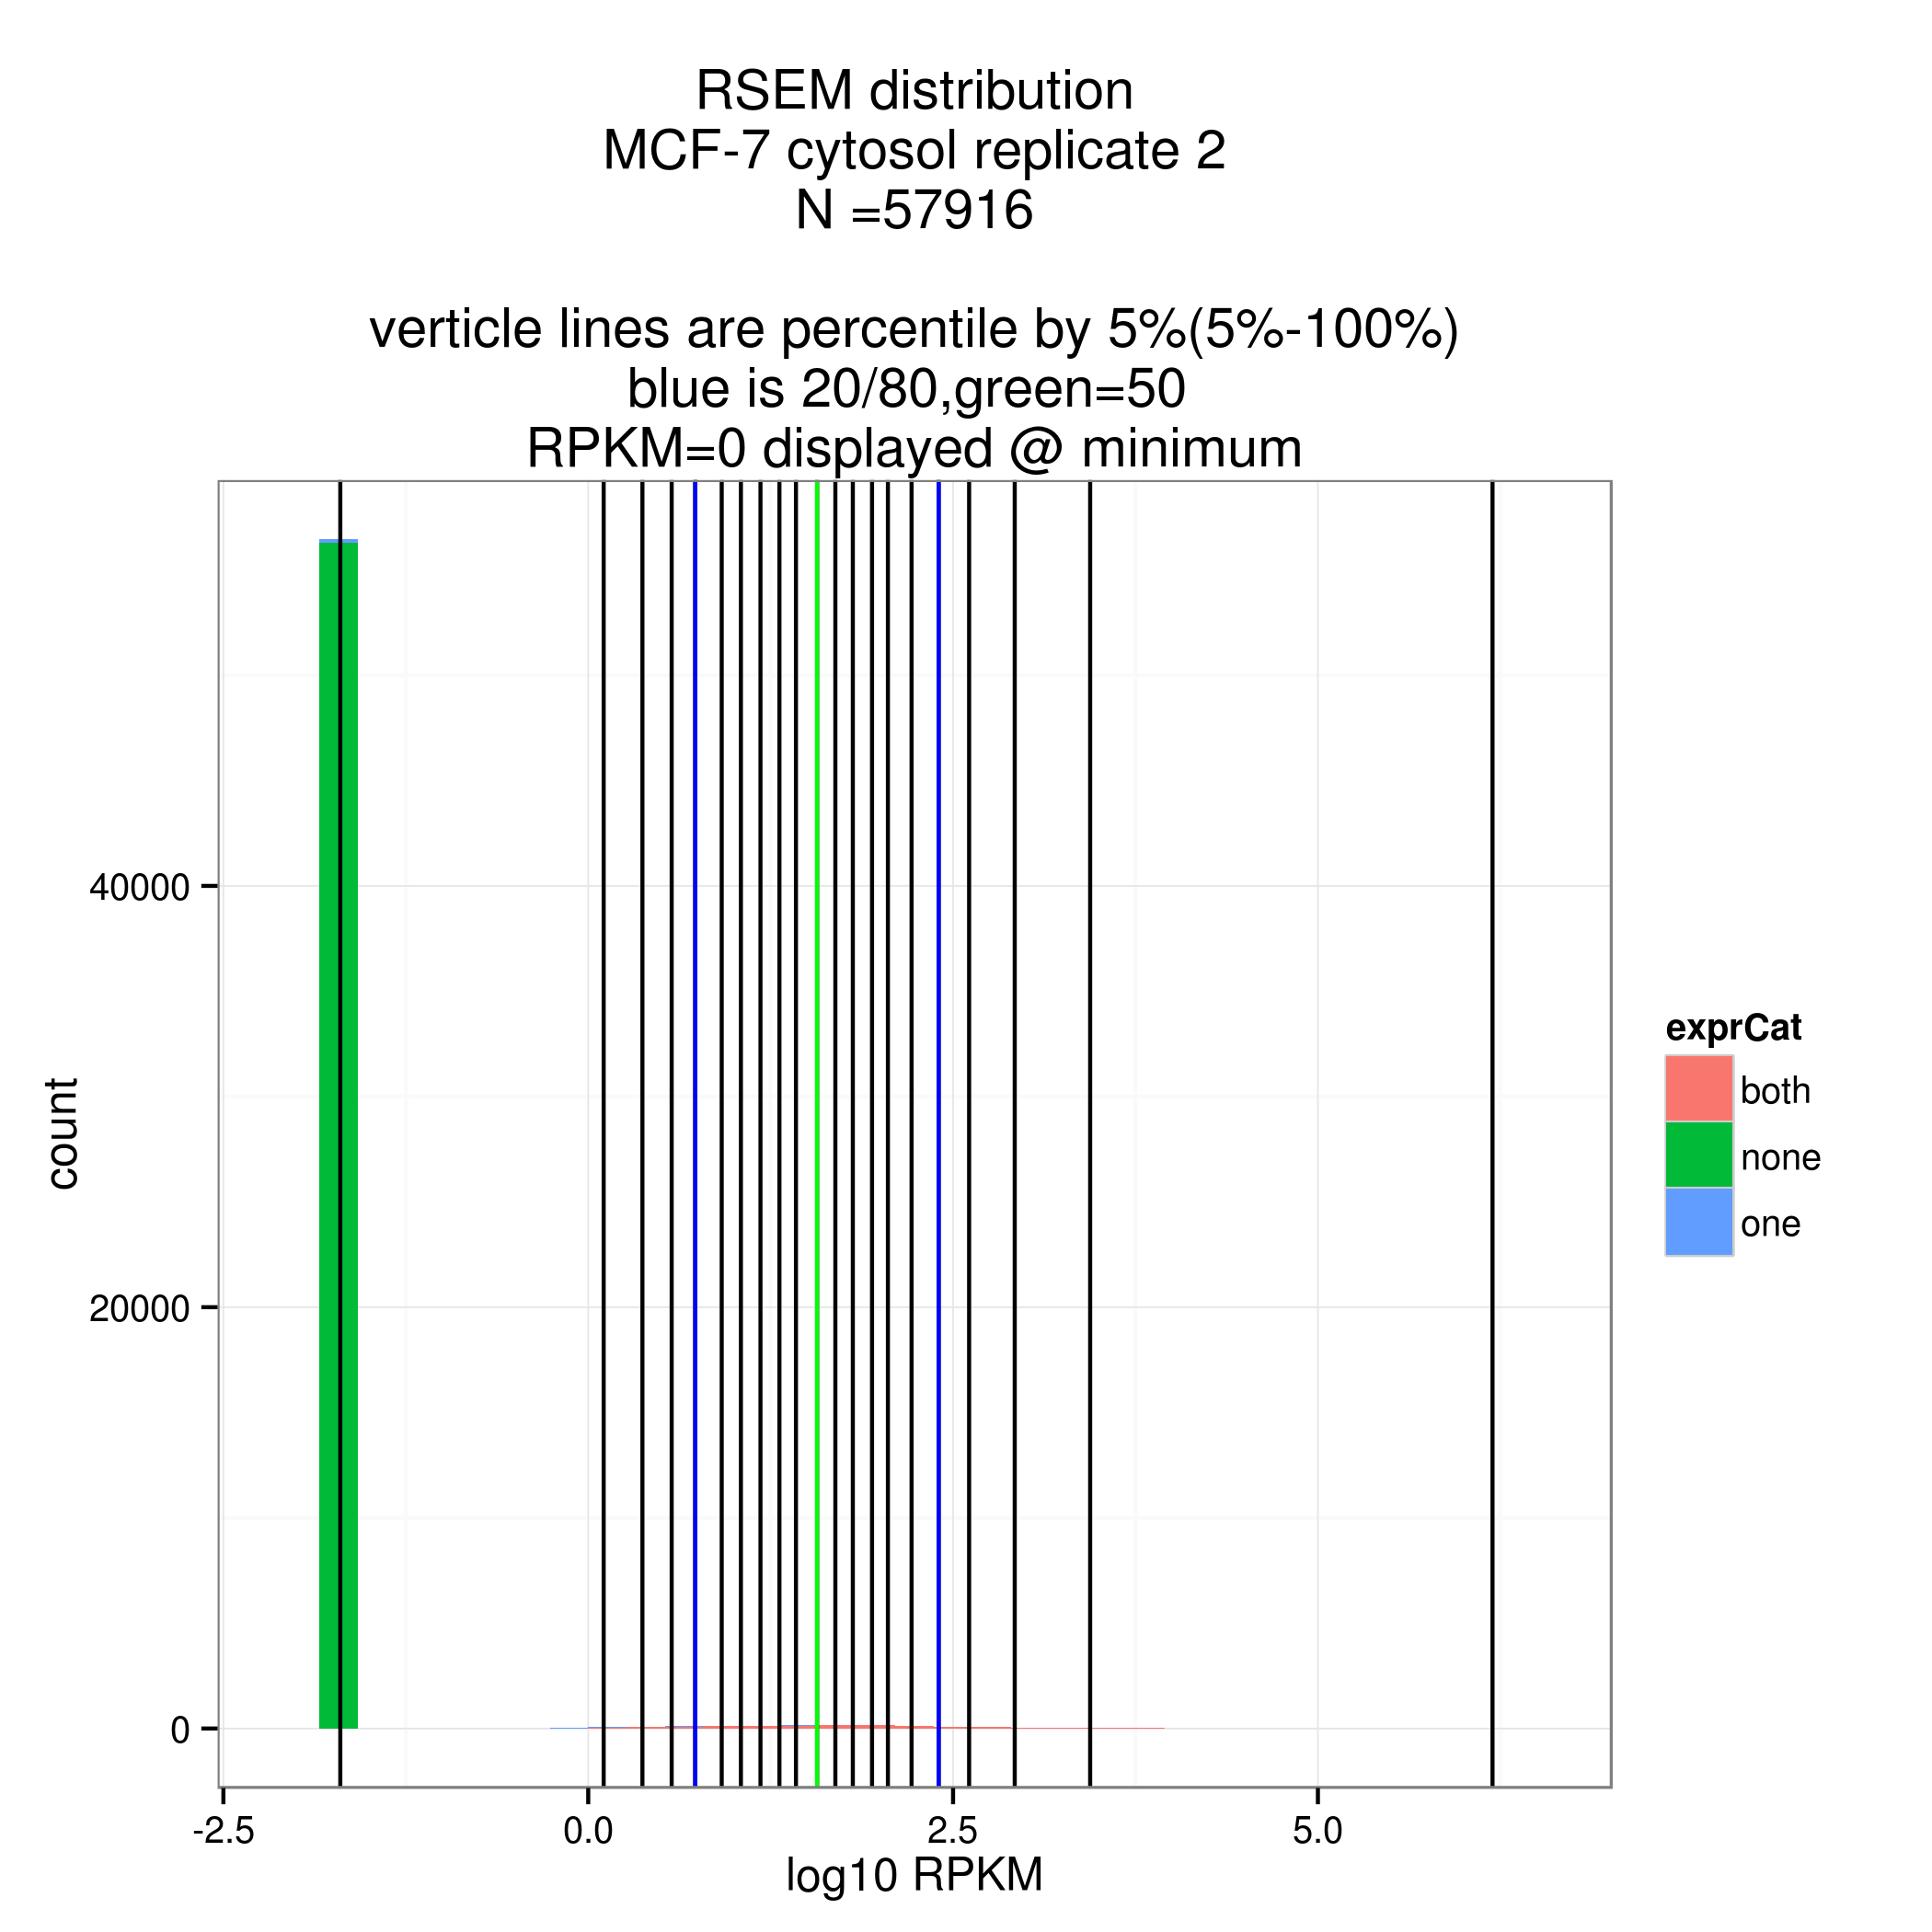 RSEM distribution
MCF-7 cytosol replicate 2
N =57916
verticle lines are percentile by 5%(5%-100%)
blue is 20/80,green=50
RPKM=0 displayed @ minimum
40000
20000
0
count
-2.5
0.0
2.5
5.0
log10 RPKM
exprCat
both
none
one